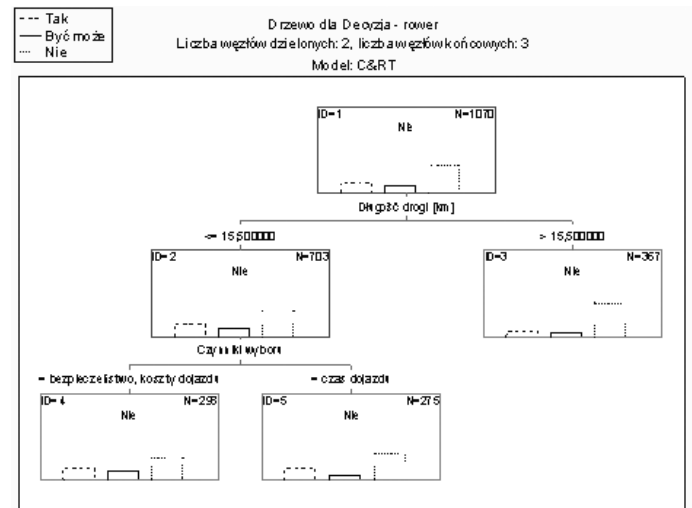 Tak
Być może
Nie
Drzewo dla Decyzja - rower
Liczba węzłów dzielonych: 2, liczba węzłów końcowych: 3
Model: C&RT
ID=1 N=1070
Nie
Długość drogi [km]
<= 15,500000 > 15,500000
ID=2 N=703 ID=3 N=367
Nie Nie
Czynniki wyboru
= bezpieczeństwo, koszty dojazdu = czas dojazdu
ID=4 N=298 ID=5 N=275
Nie Nie